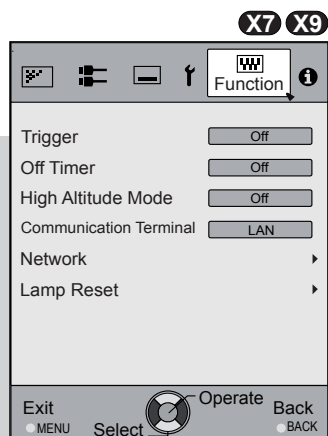 X7 X9
Function
Trigger Off
Off Timer Off
High Altitude Mode Off
Communication Terminal LAN
Network
Lamp Reset
Exit Operate Back
MENU Select BACK